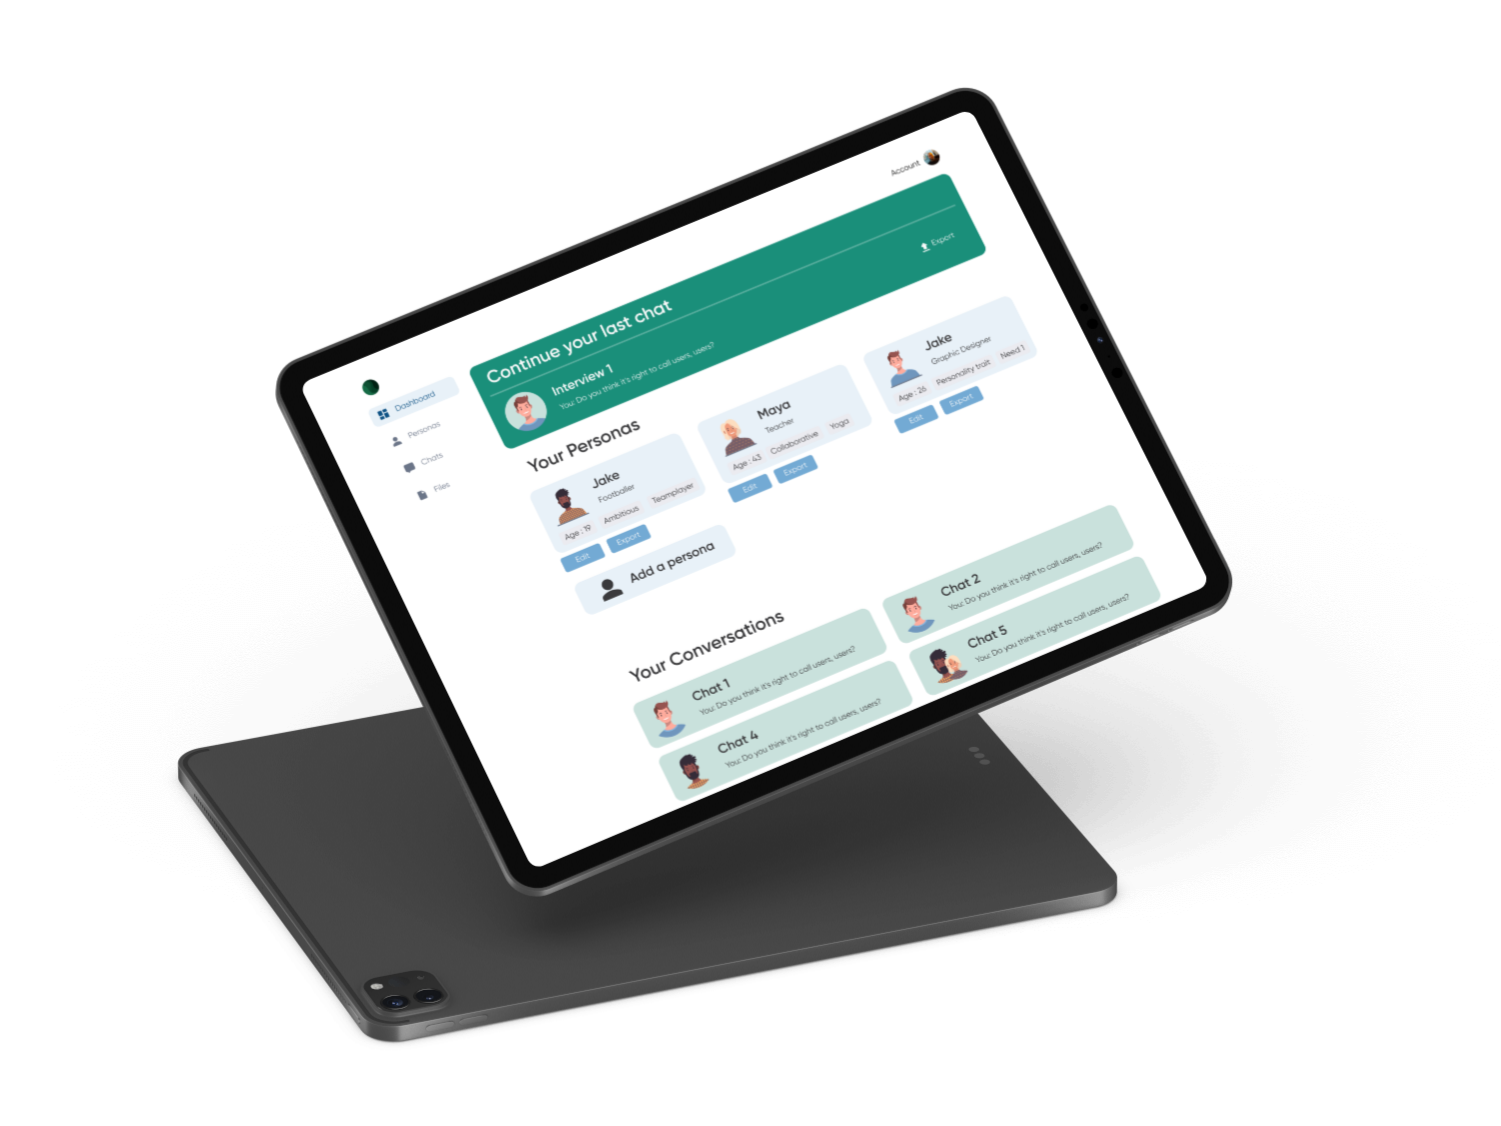 Account
Dashboard
Personas
Chats
Files
Continue your last chat
Interview 1
You: Do you think it's right to call users, users?
Export
Your Personas
Jake
Footballer
Age : 19 Ambitious Teamplayer
Edit Export
Maya
Teacher
Age : 43 Collaborative Yoga
Edit Export
Jake
Graphic Designer
Age : 26 Personality trait Need 1
Edit Export
Add a persona
Your Conversations
Chat 1
You: Do you think it's right to call users, users?
Chat 2
You: Do you think it's right to call users, users?
Chat 4
You: Do you think it's right to call users, users?
Chat 5
You: Do you think it's right to call users, users?